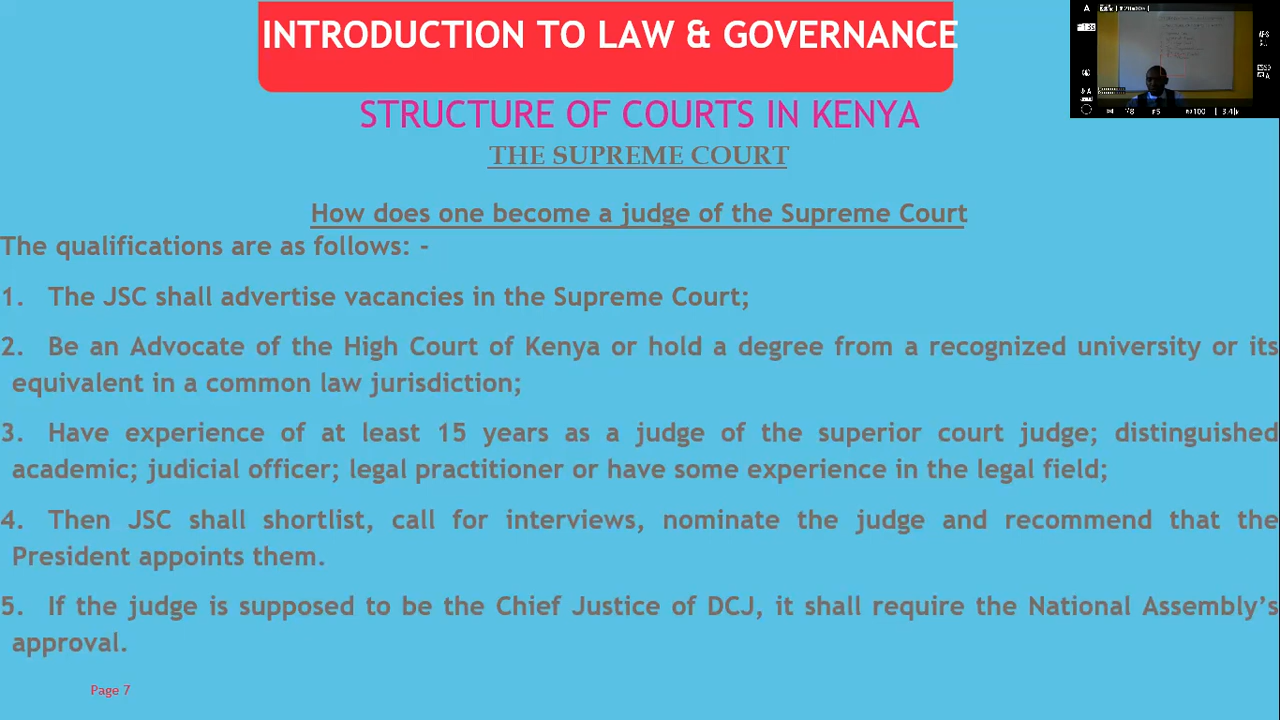 INTRODUCTION TO LAW & GOVERNANCE
STRUCTURE OF COURTS IN KENYA
THE SUPREME COURT
How does one become a judge of the Supreme Court
The qualifications are as follows: -
1. The JSC shall advertise vacancies in the Supreme Court;
2. Be an Advocate of the High Court of Kenya or hold a degree from a recognized university or its
equivalent in a common law jurisdiction;
3. Have experience of at least 15 years as a judge of the superior court judge; distinguished
academic; judicial officer; legal practitioner or have some experience in the legal field;
4. Then JSC shall shortlist, call for interviews, nominate the judge and recommend that the
President appoints them.
5. If the judge is supposed to be the Chief Justice of DCJ, it shall require the National Assembly's
approval.
Page 7